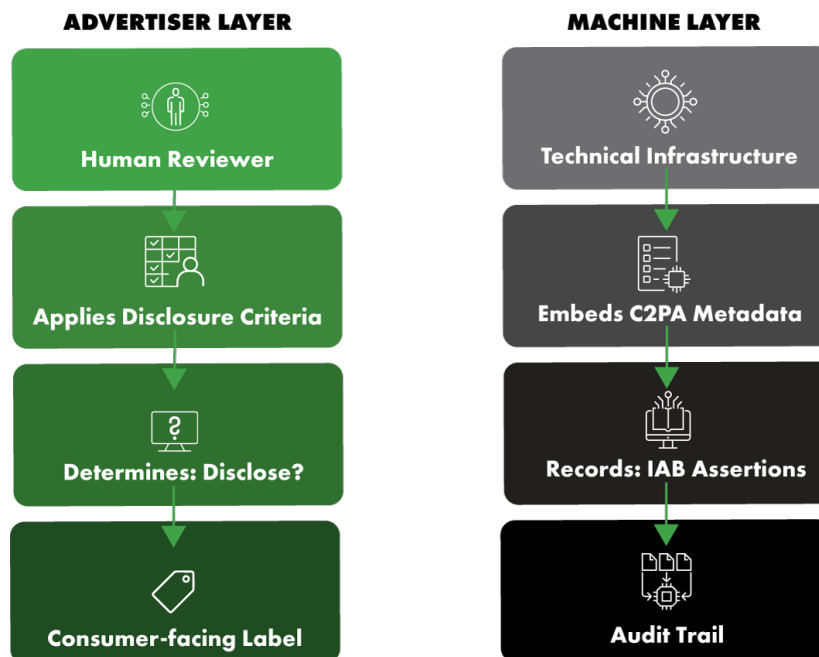 ADVERTISER LAYER
Human Reviewer
Applies Disclosure Criteria
?
Determines: Disclose?
Consumer-facing Label
MACHINE LAYER
Technical Infrastructure
Embeds C2PA Metadata
Records: IAB Assertions
Audit Trail